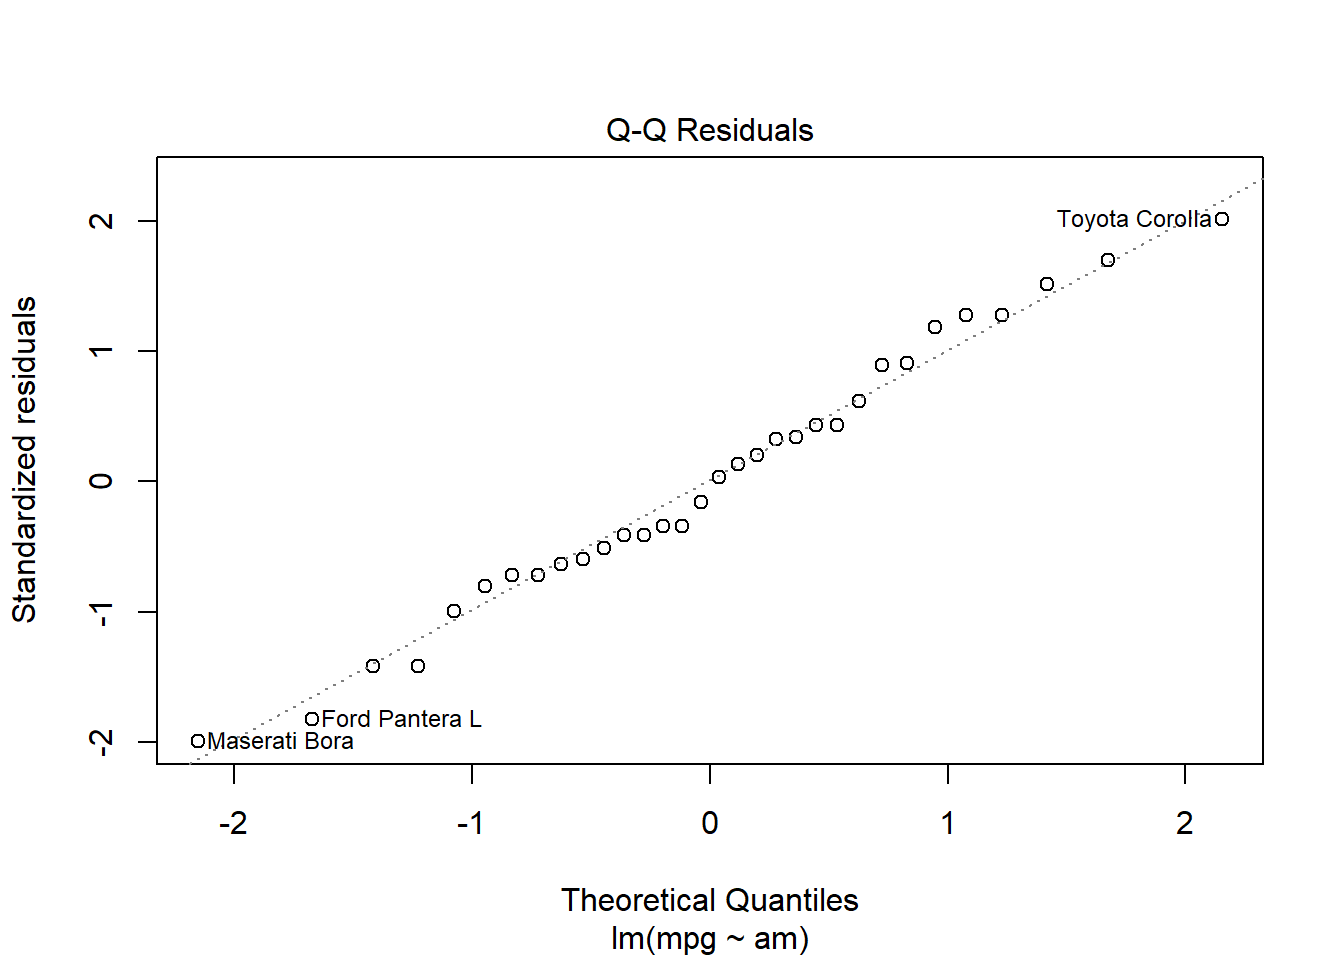 Q-Q Residuals
Standardized residuals
2
1
0
-1
-2
Toyota Corolla
Ford Pantera L
Maserati Bora
-2 -1 0 1 2
Theoretical Quantiles
lm(mpg ~ am)